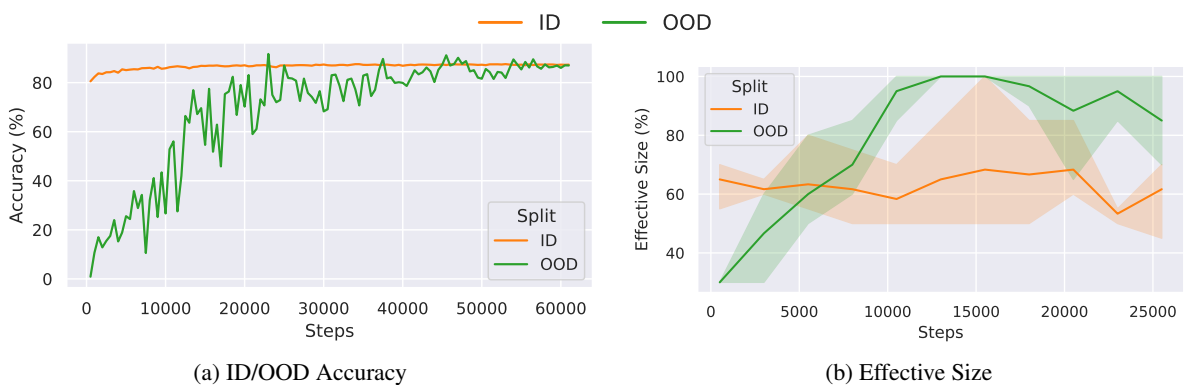 ID OOD
Accuracy (%)
80
60
40
20
0
Split
ID
OOD
0 10000 20000 30000 40000 50000 60000
Steps
(a) ID/OOD Accuracy
Effective Size (%)
100
80
60
40
Split
ID
OOD
0 5000 10000 15000 20000 25000
Steps
(b) Effective Size